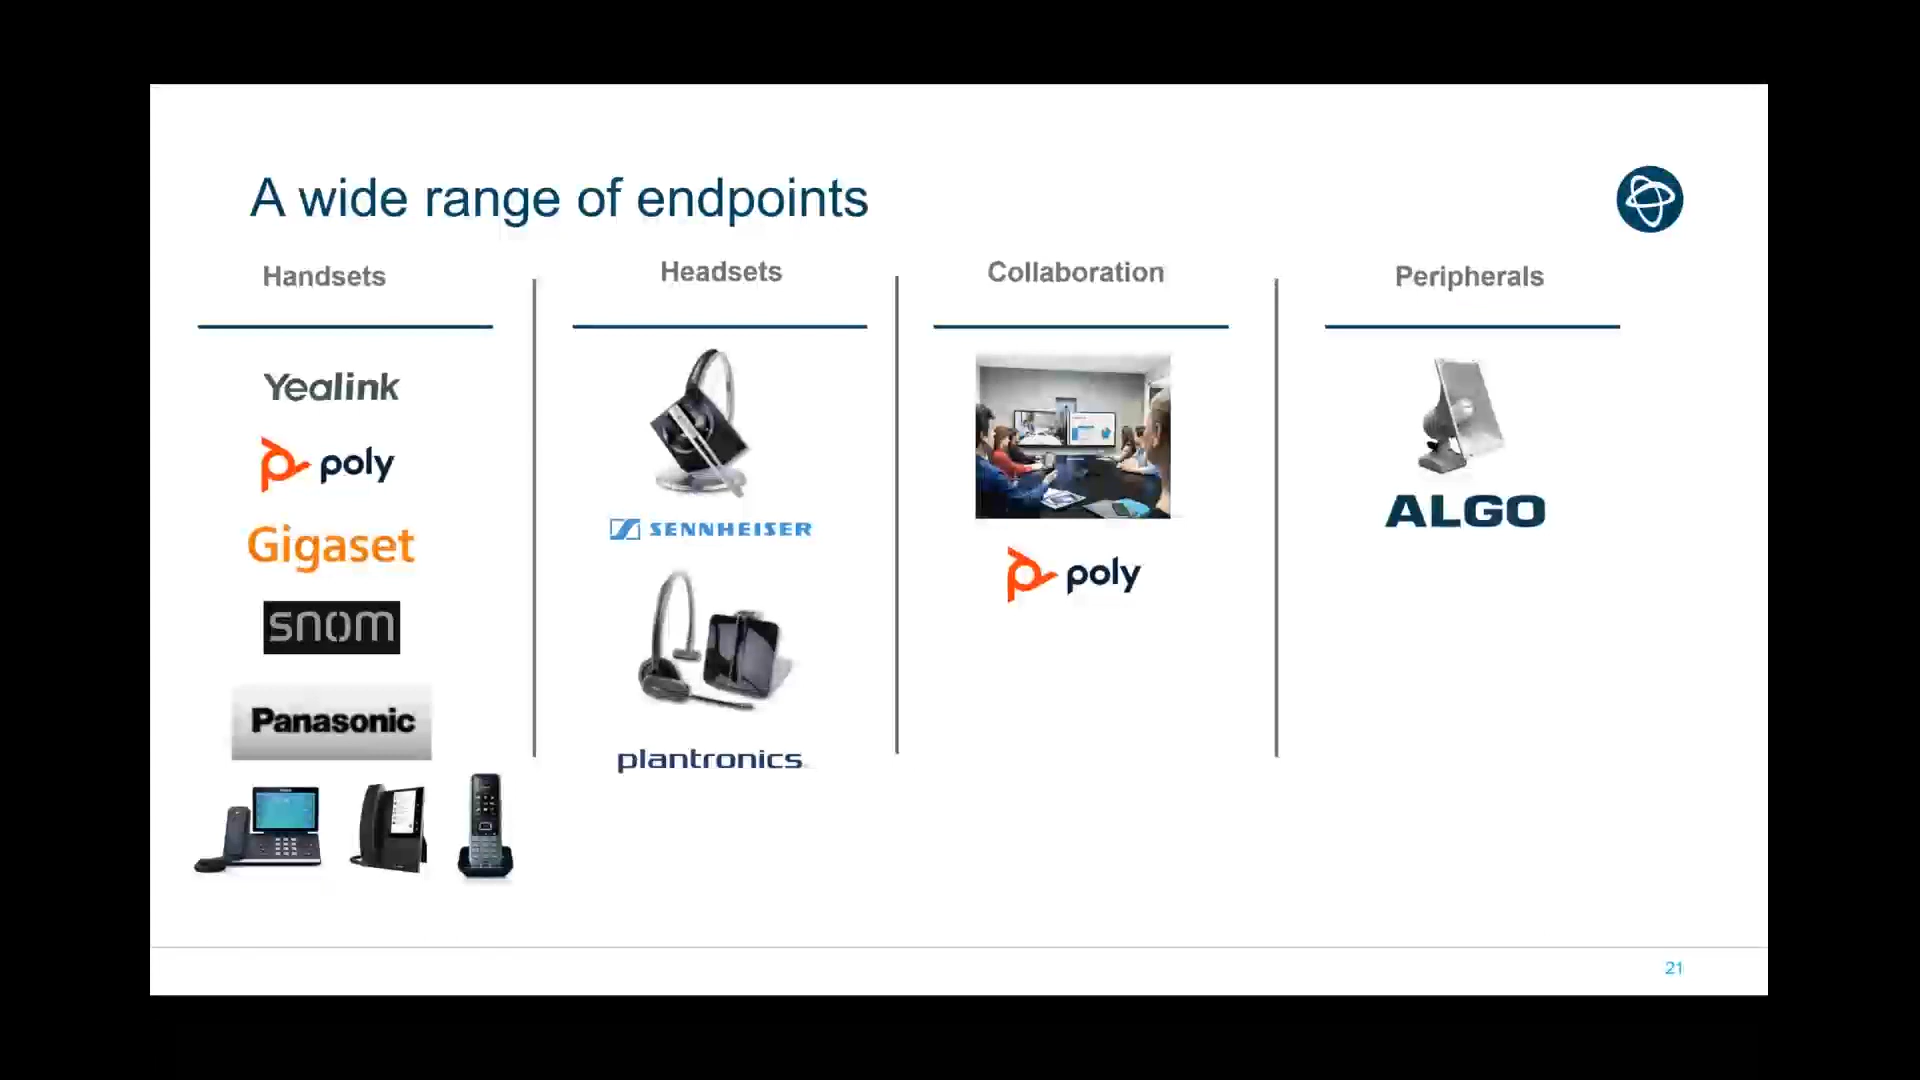 A wide range of endpoints
Handsets
Yealink
poly
Gigaset
snom
Panasonic
Headsets
SENNHEISER
plantronics
Collaboration
poly
Peripherals
ALGO
21